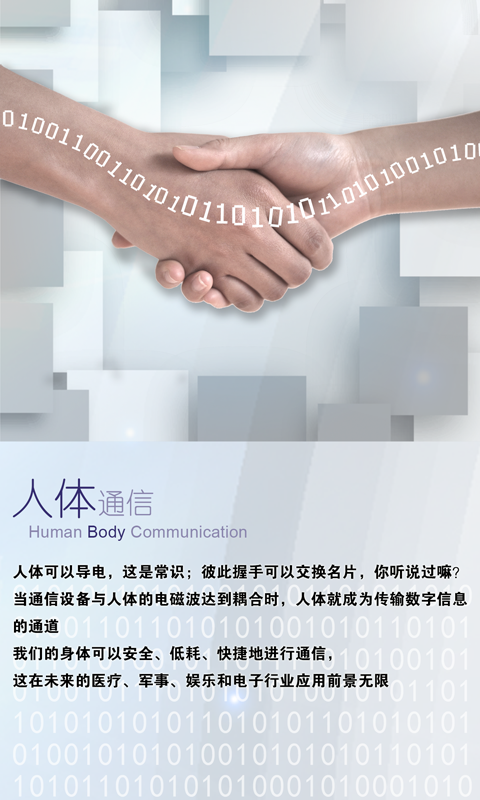 010011001101010110101011010100101010
人体通信
Human Body Communication
人体可以导电，这是常识；彼此握手可以交换名片，你听说过嘛?
当通信设备与人体的电磁波达到耦合时，人体就成为传输数字信息
的通道
我们的身体可以安全、低耗、快捷地进行通信，
这在未来的医疗、军事、娱乐和电子行业应用前景无限